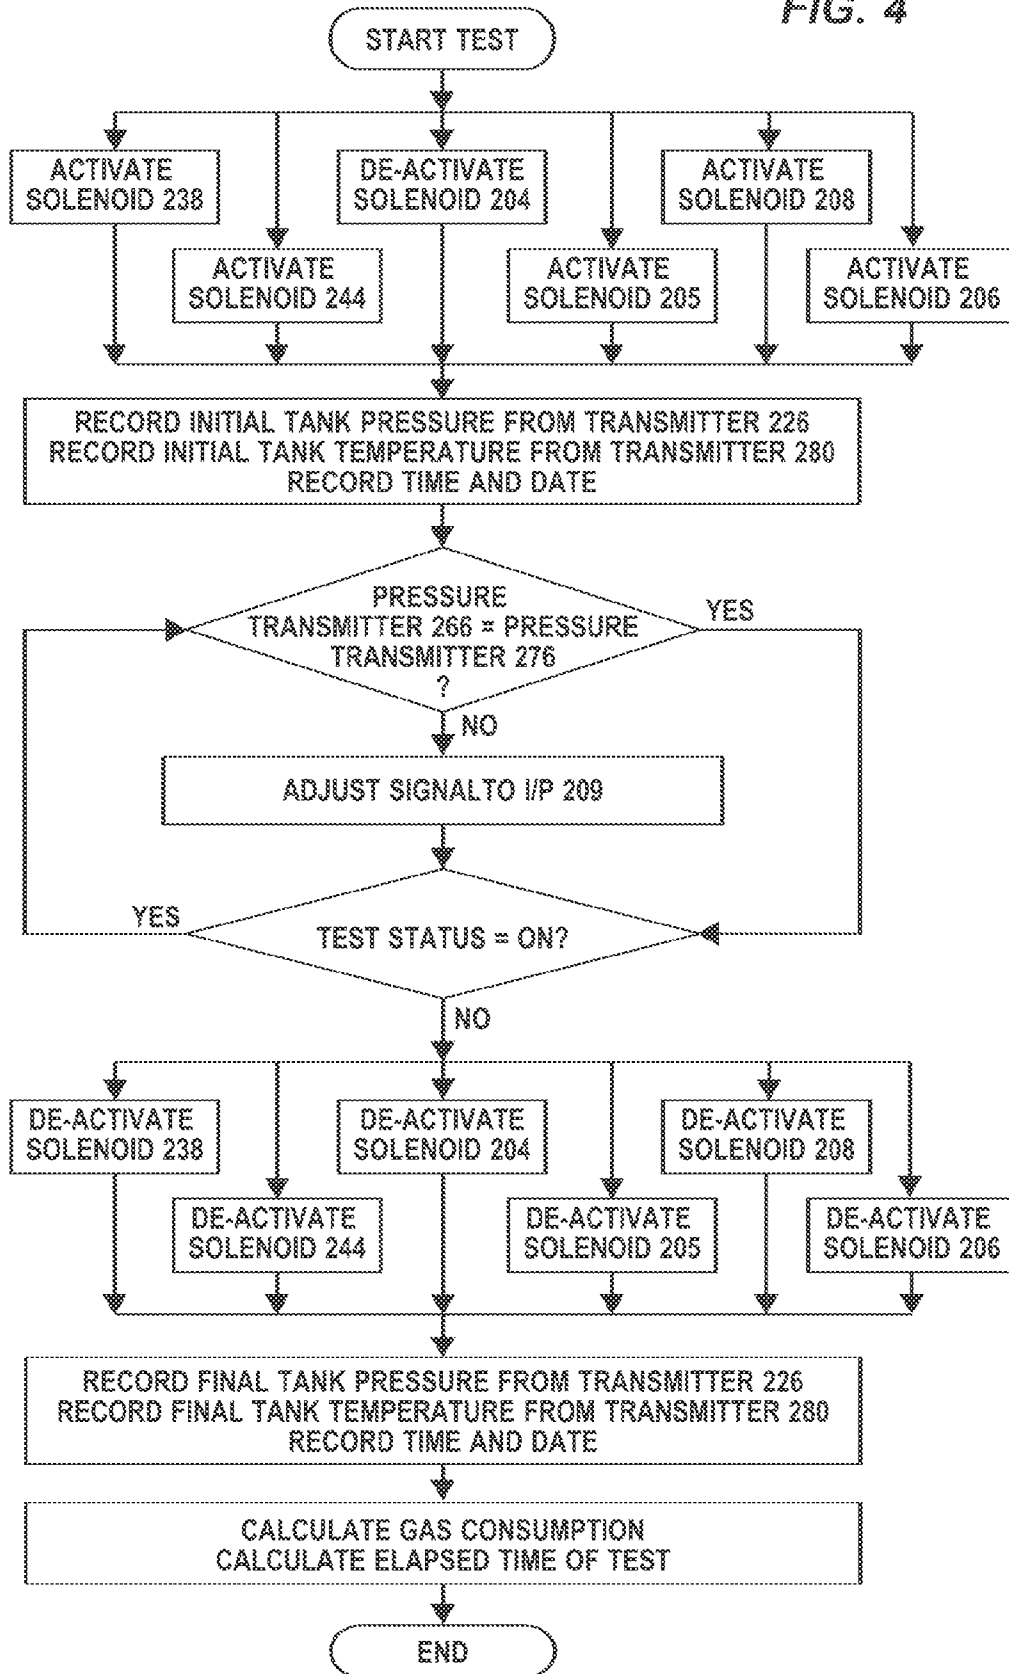 FIG. 4
START TEST
ACTIVATE
SOLENOID 238
DE-ACTIVATE
SOLENOID 204
ACTIVATE
SOLENOID 208
ACTIVATE
SOLENOID 244
ACTIVATE
SOLENOID 205
ACTIVATE
SOLENOID 206
RECORD INITIAL TANK PRESSURE FROM TRANSMITTER 226
RECORD INITIAL TANK TEMPERATURE FROM TRANSMITTER 280
RECORD TIME AND DATE
PRESSURE
TRANSMITTER 266 = PRESSURE
TRANSMITTER 276
?
YES
NO
ADJUST SIGNALTO I/P 209
YES
TEST STATUS = ON?
NO
DE-ACTIVATE
SOLENOID 238
DE-ACTIVATE
SOLENOID 204
DE-ACTIVATE
SOLENOID 208
DE-ACTIVATE
SOLENOID 244
DE-ACTIVATE
SOLENOID 205
DE-ACTIVATE
SOLENOID 206
RECORD FINAL TANK PRESSURE FROM TRANSMITTER 226
RECORD FINAL TANK TEMPERATURE FROM TRANSMITTER 280
RECORD TIME AND DATE
CALCULATE GAS CONSUMPTION
CALCULATE ELAPSED TIME OF TEST
END